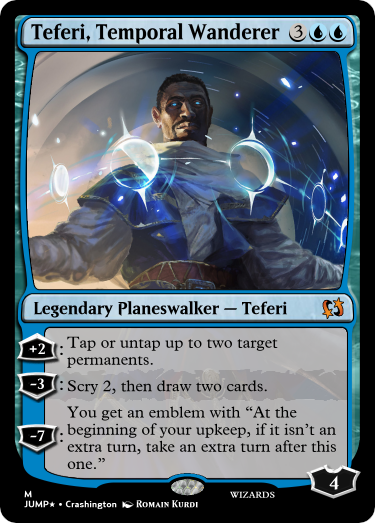 Teferi, Temporal Wanderer 3
Legendary Planeswalker — Teferi
+2: Tap or untap up to two target
permanents.
-3: Scry 2, then draw two cards.
You get an emblem with “At the
beginning of your upkeep, if it isn't an
-7: extra turn, take an extra turn after this
one.”
4
M
JUMP★ • Crashington Romain Kurdi WIZARDS